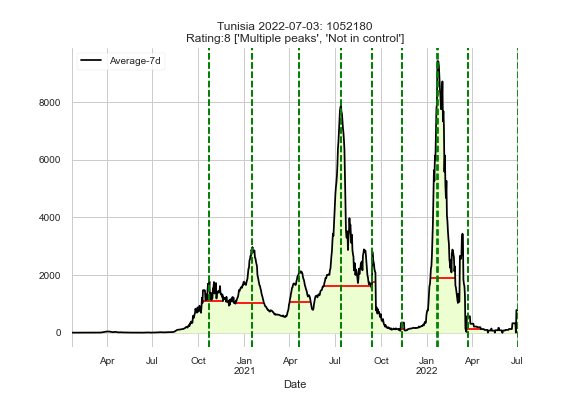 Tunisia 2022-07-03: 1052180
Rating:8 ['Multiple peaks', 'Not in control']
Average-7d
8000
6000
4000
2000
0
Apr
Jul
Oct
Jan
2021
Apr
Jul
Oct
Jan
2022
Apr
Jul
Date